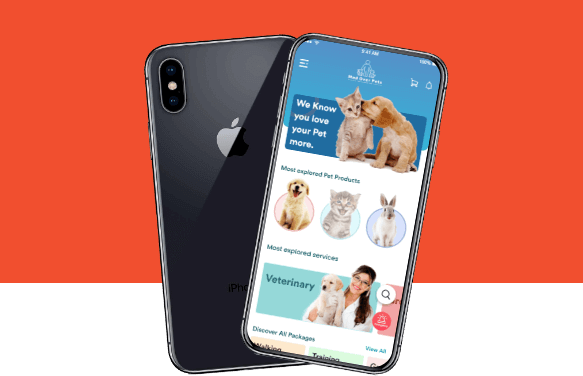 9:41 AM
100%
Mad Over Pets
We Know
you love
your Pet
more.
Most explored Pet Products
Most explored services
Veterinary
Discover All Packages
View All
Walking
Training
iPh